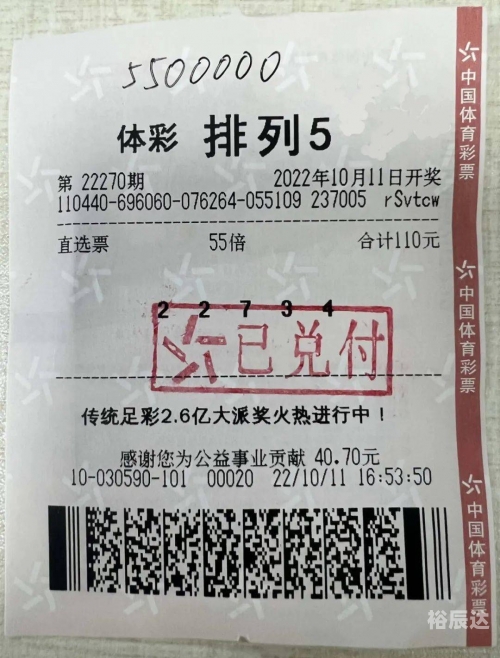 5500000
体彩 排列5
第 22270期 2022年10月11日开奖
110440-696060-076264-055109 237005 rSvtcw
直选票 55倍 合计110元
2 2 7 3 4
已兑付
传统足彩2.6亿大派奖火热进行中！
感谢您为公益事业贡献 40.70元
10-030590-101 00020 22/10/11 16:53:50
中国体育彩票
中国体育彩票
中国体育彩票
裕辰达